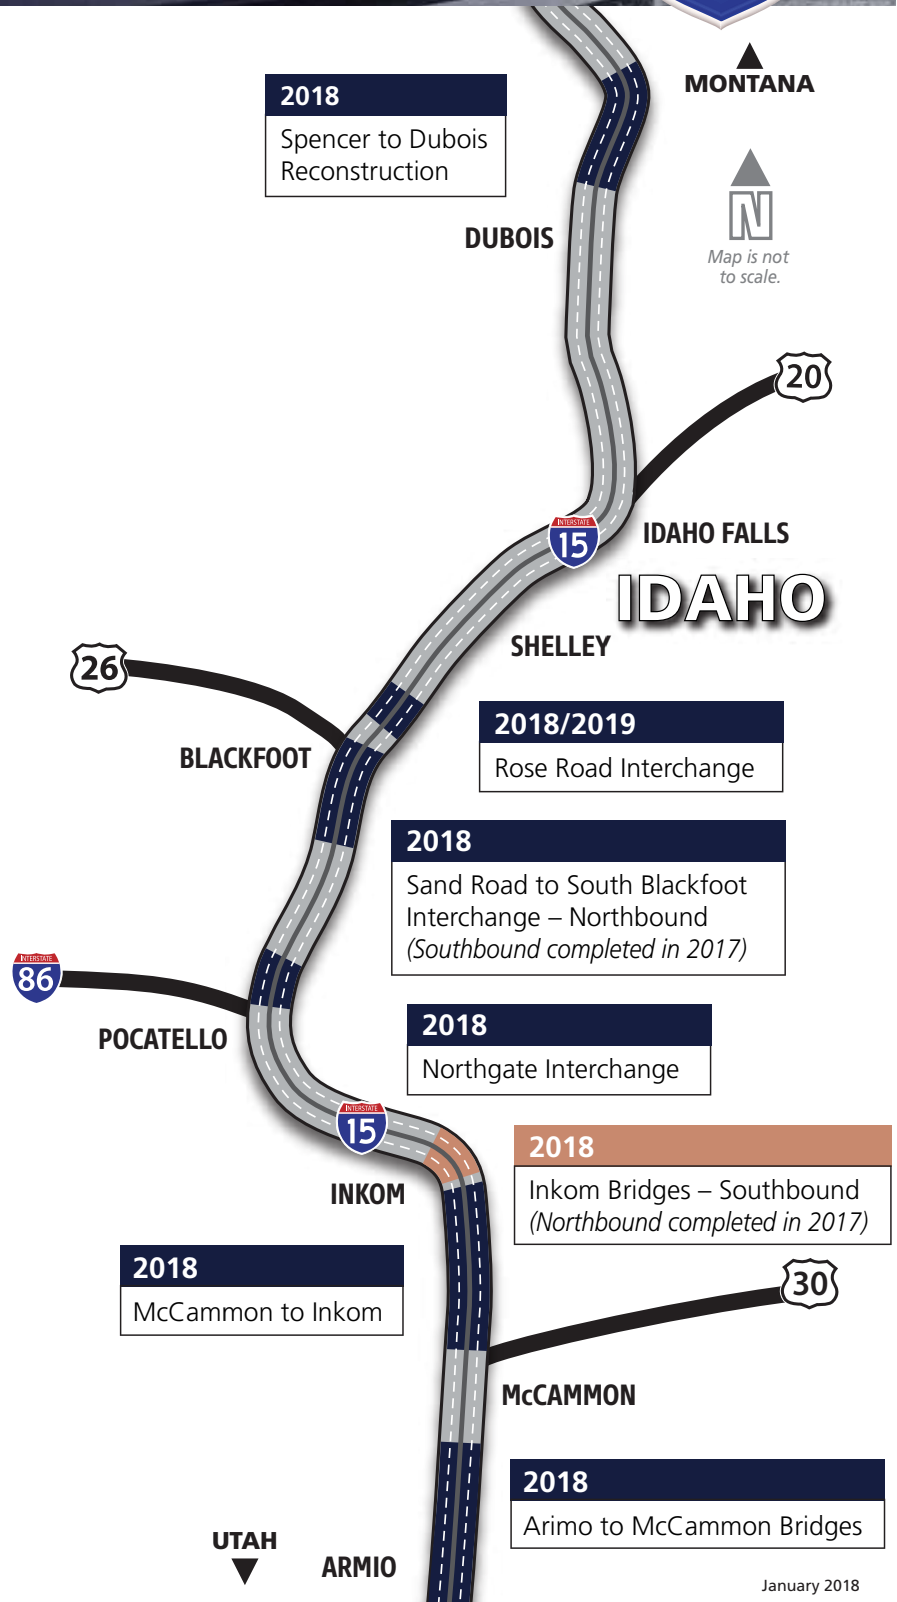 MONTANA
2018
Spencer to Dubois
Reconstruction
N
DUBOIS
Map is not
to scale.
20
INTERSTATE
15
IDAHO FALLS
IDAHO
SHELLEY
26
2018/2019
Rose Road Interchange
BLACKFOOT
2018
Sand Road to South Blackfoot
Interchange – Northbound
(Southbound completed in 2017)
INTERSTATE
86
POCATELLO
2018
Northgate Interchange
INTERSTATE
15
2018
Inkom Bridges – Southbound
(Northbound completed in 2017)
INKOM
2018
McCammon to Inkom
30
McCAMMON
2018
Arimo to McCammon Bridges
UTAH
ARMIO
January 2018